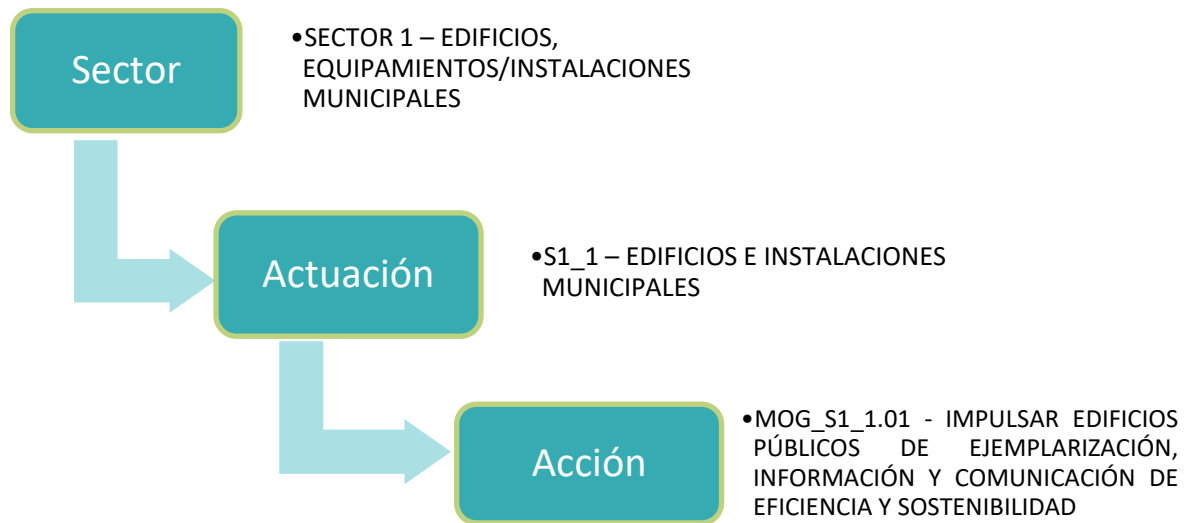 Sector
•SECTOR 1 – EDIFICIOS,
EQUIPAMIENTOS/INSTALACIONES
MUNICIPALES
Actuación
•S1_1 – EDIFICIOS E INSTALACIONES
MUNICIPALES
Acción
•MOG_S1_1.01 - IMPULSAR EDIFICIOS
PÚBLICOS DE EJEMPLARIZACIÓN,
INFORMACIÓN Y COMUNICACIÓN DE
EFICIENCIA Y SOSTENIBILIDAD